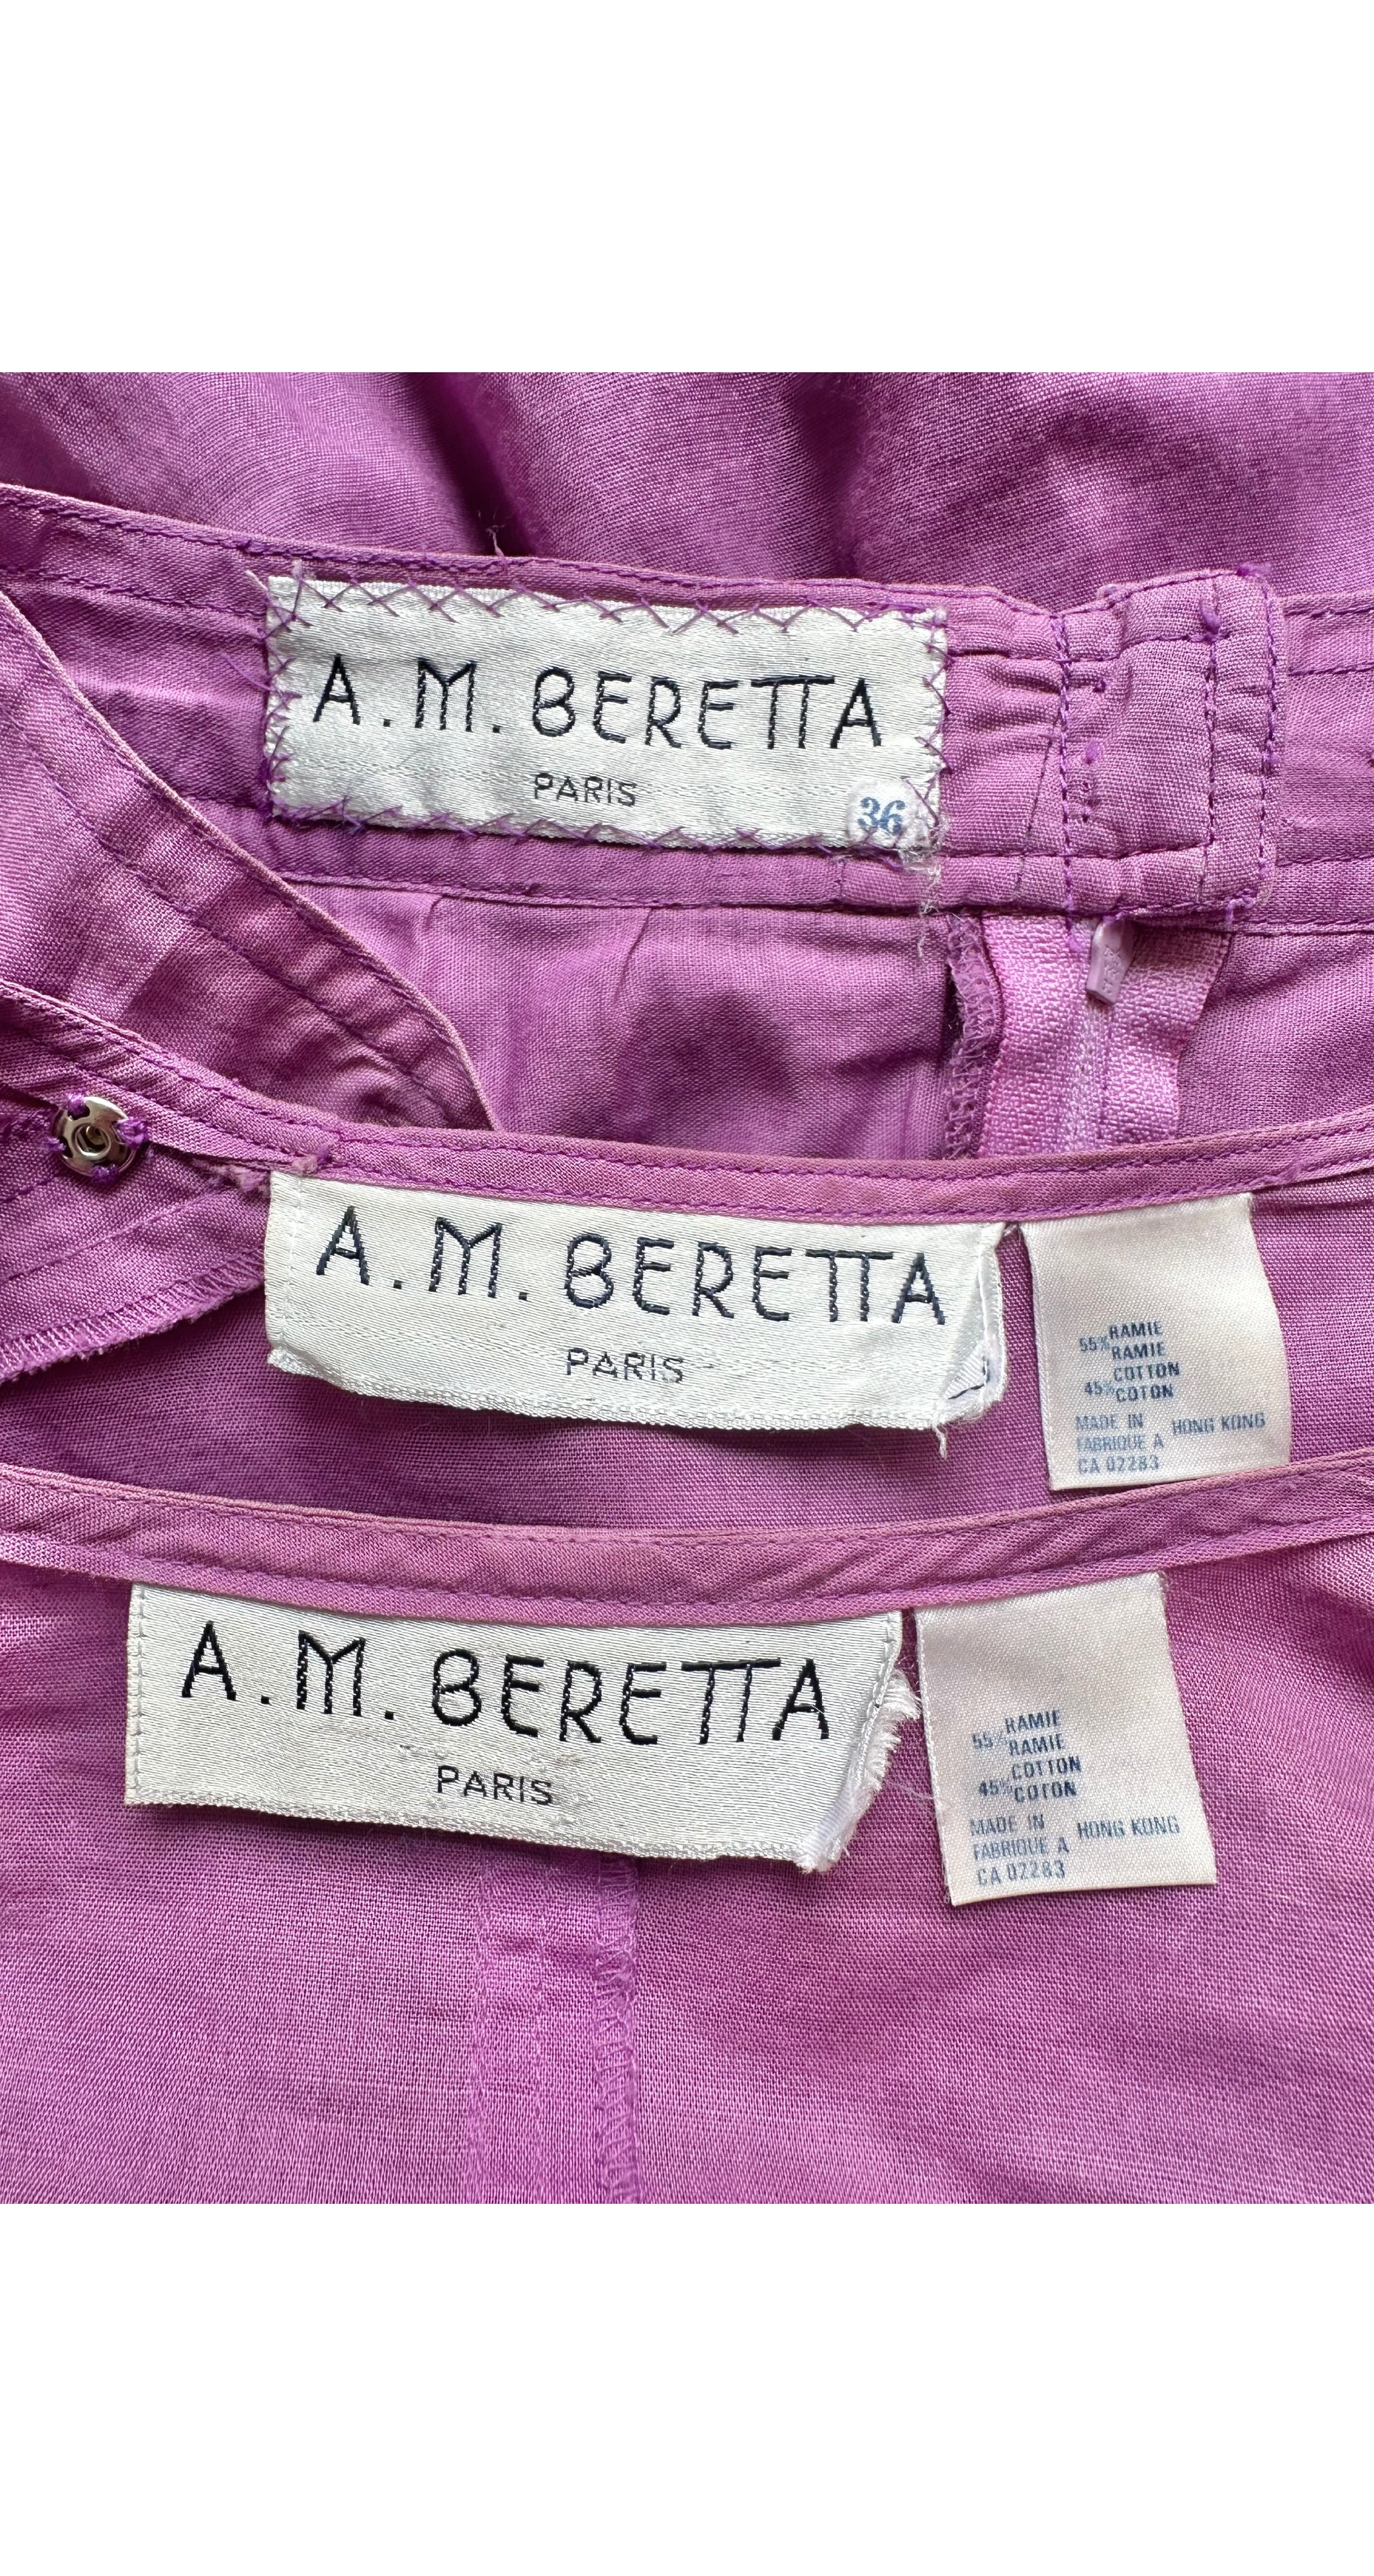 A.M. BERETTA
PARIS
36
A.M. BERETTA
PARIS
55% RAMIE
RAMIE
45% COTTON
COTON
MADE IN HONG KONG
FABRIQUE A
CA 02283
A.M. BERETTA
PARIS
55% RAMIE
RAMIE
45% COTTON
COTON
MADE IN HONG KONG
FABRIQUE A
CA 02283